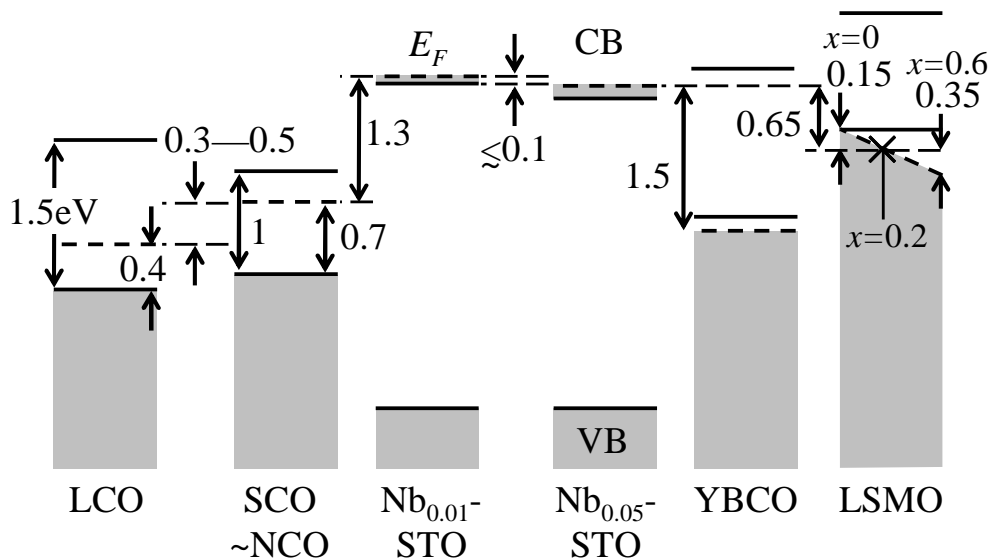 E_F
CB
x=0
0.15
x=0.6
0.35
0.3—0.5
1.3
≲0.1
0.65
1.5
1.5eV
1
0.7
0.4
x=0.2
VB
LCO
SCO
~NCO
Nb0.01-
STO
Nb0.05-
STO
YBCO
LSMO